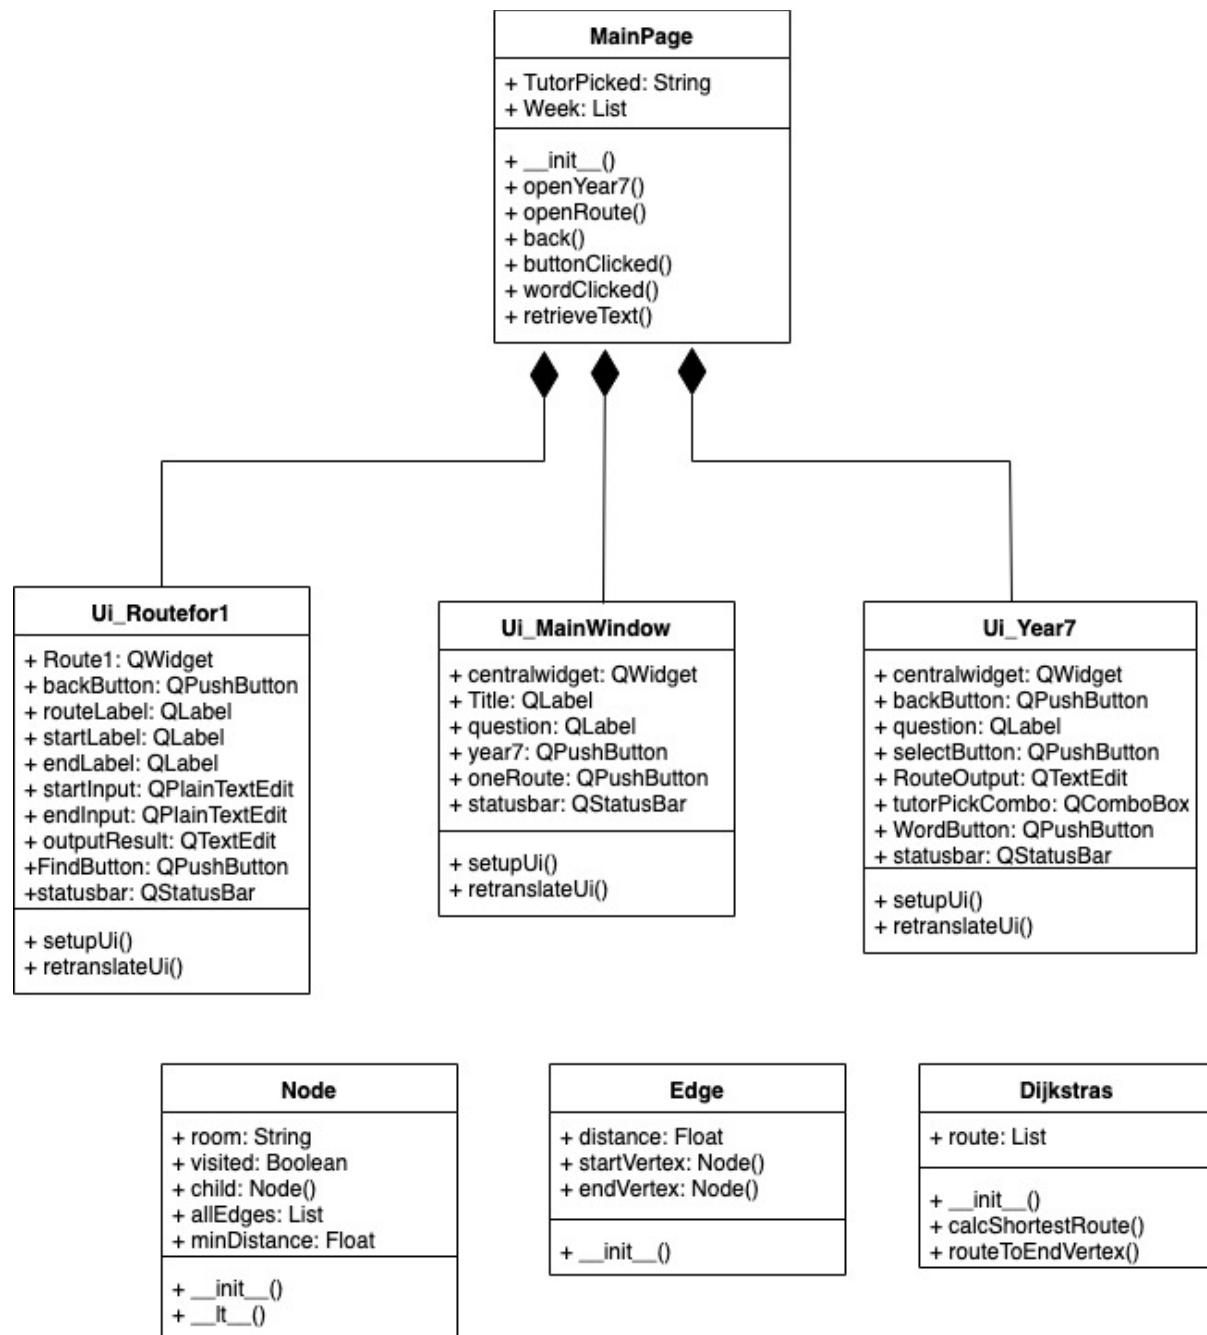 MainPage
+ TutorPicked: String
+ Week: List
+ __init__()
+ openYear7()
+ openRoute()
+ back()
+ buttonClicked()
+ wordClicked()
+ retrieveText()
Ui_Routefor1
+ Route1: QWidget
+ backButton: QPushButton
+ routeLabel: QLabel
+ startLabel: QLabel
+ endLabel: QLabel
+ startInput: QPlainTextEdit
+ endInput: QPlainTextEdit
+ outputResult: QTextEdit
+FindButton: QPushButton
+statusbar: QStatusBar
+ setupUi()
+ retranslateUi()
Ui_MainWindow
+ centralwidget: QWidget
+ Title: QLabel
+ question: QLabel
+ year7: QPushButton
+ oneRoute: QPushButton
+ statusbar: QStatusBar
+ setupUi()
+ retranslateUi()
Ui_Year7
+ centralwidget: QWidget
+ backButton: QPushButton
+ question: QLabel
+ selectButton: QPushButton
+ RouteOutput: QTextEdit
+ tutorPickCombo: QComboBox
+ WordButton: QPushButton
+ statusbar: QStatusBar
+ setupUi()
+ retranslateUi()
Node
+ room: String
+ visited: Boolean
+ child: Node()
+ allEdges: List
+ minDistance: Float
+ __init__()
+ __lt__()
Edge
+ distance: Float
+ startVertex: Node()
+ endVertex: Node()
+ __init__()
Dijkstras
+ route: List
+ __init__()
+ calcShortestRoute()
+ routeToEndVertex()